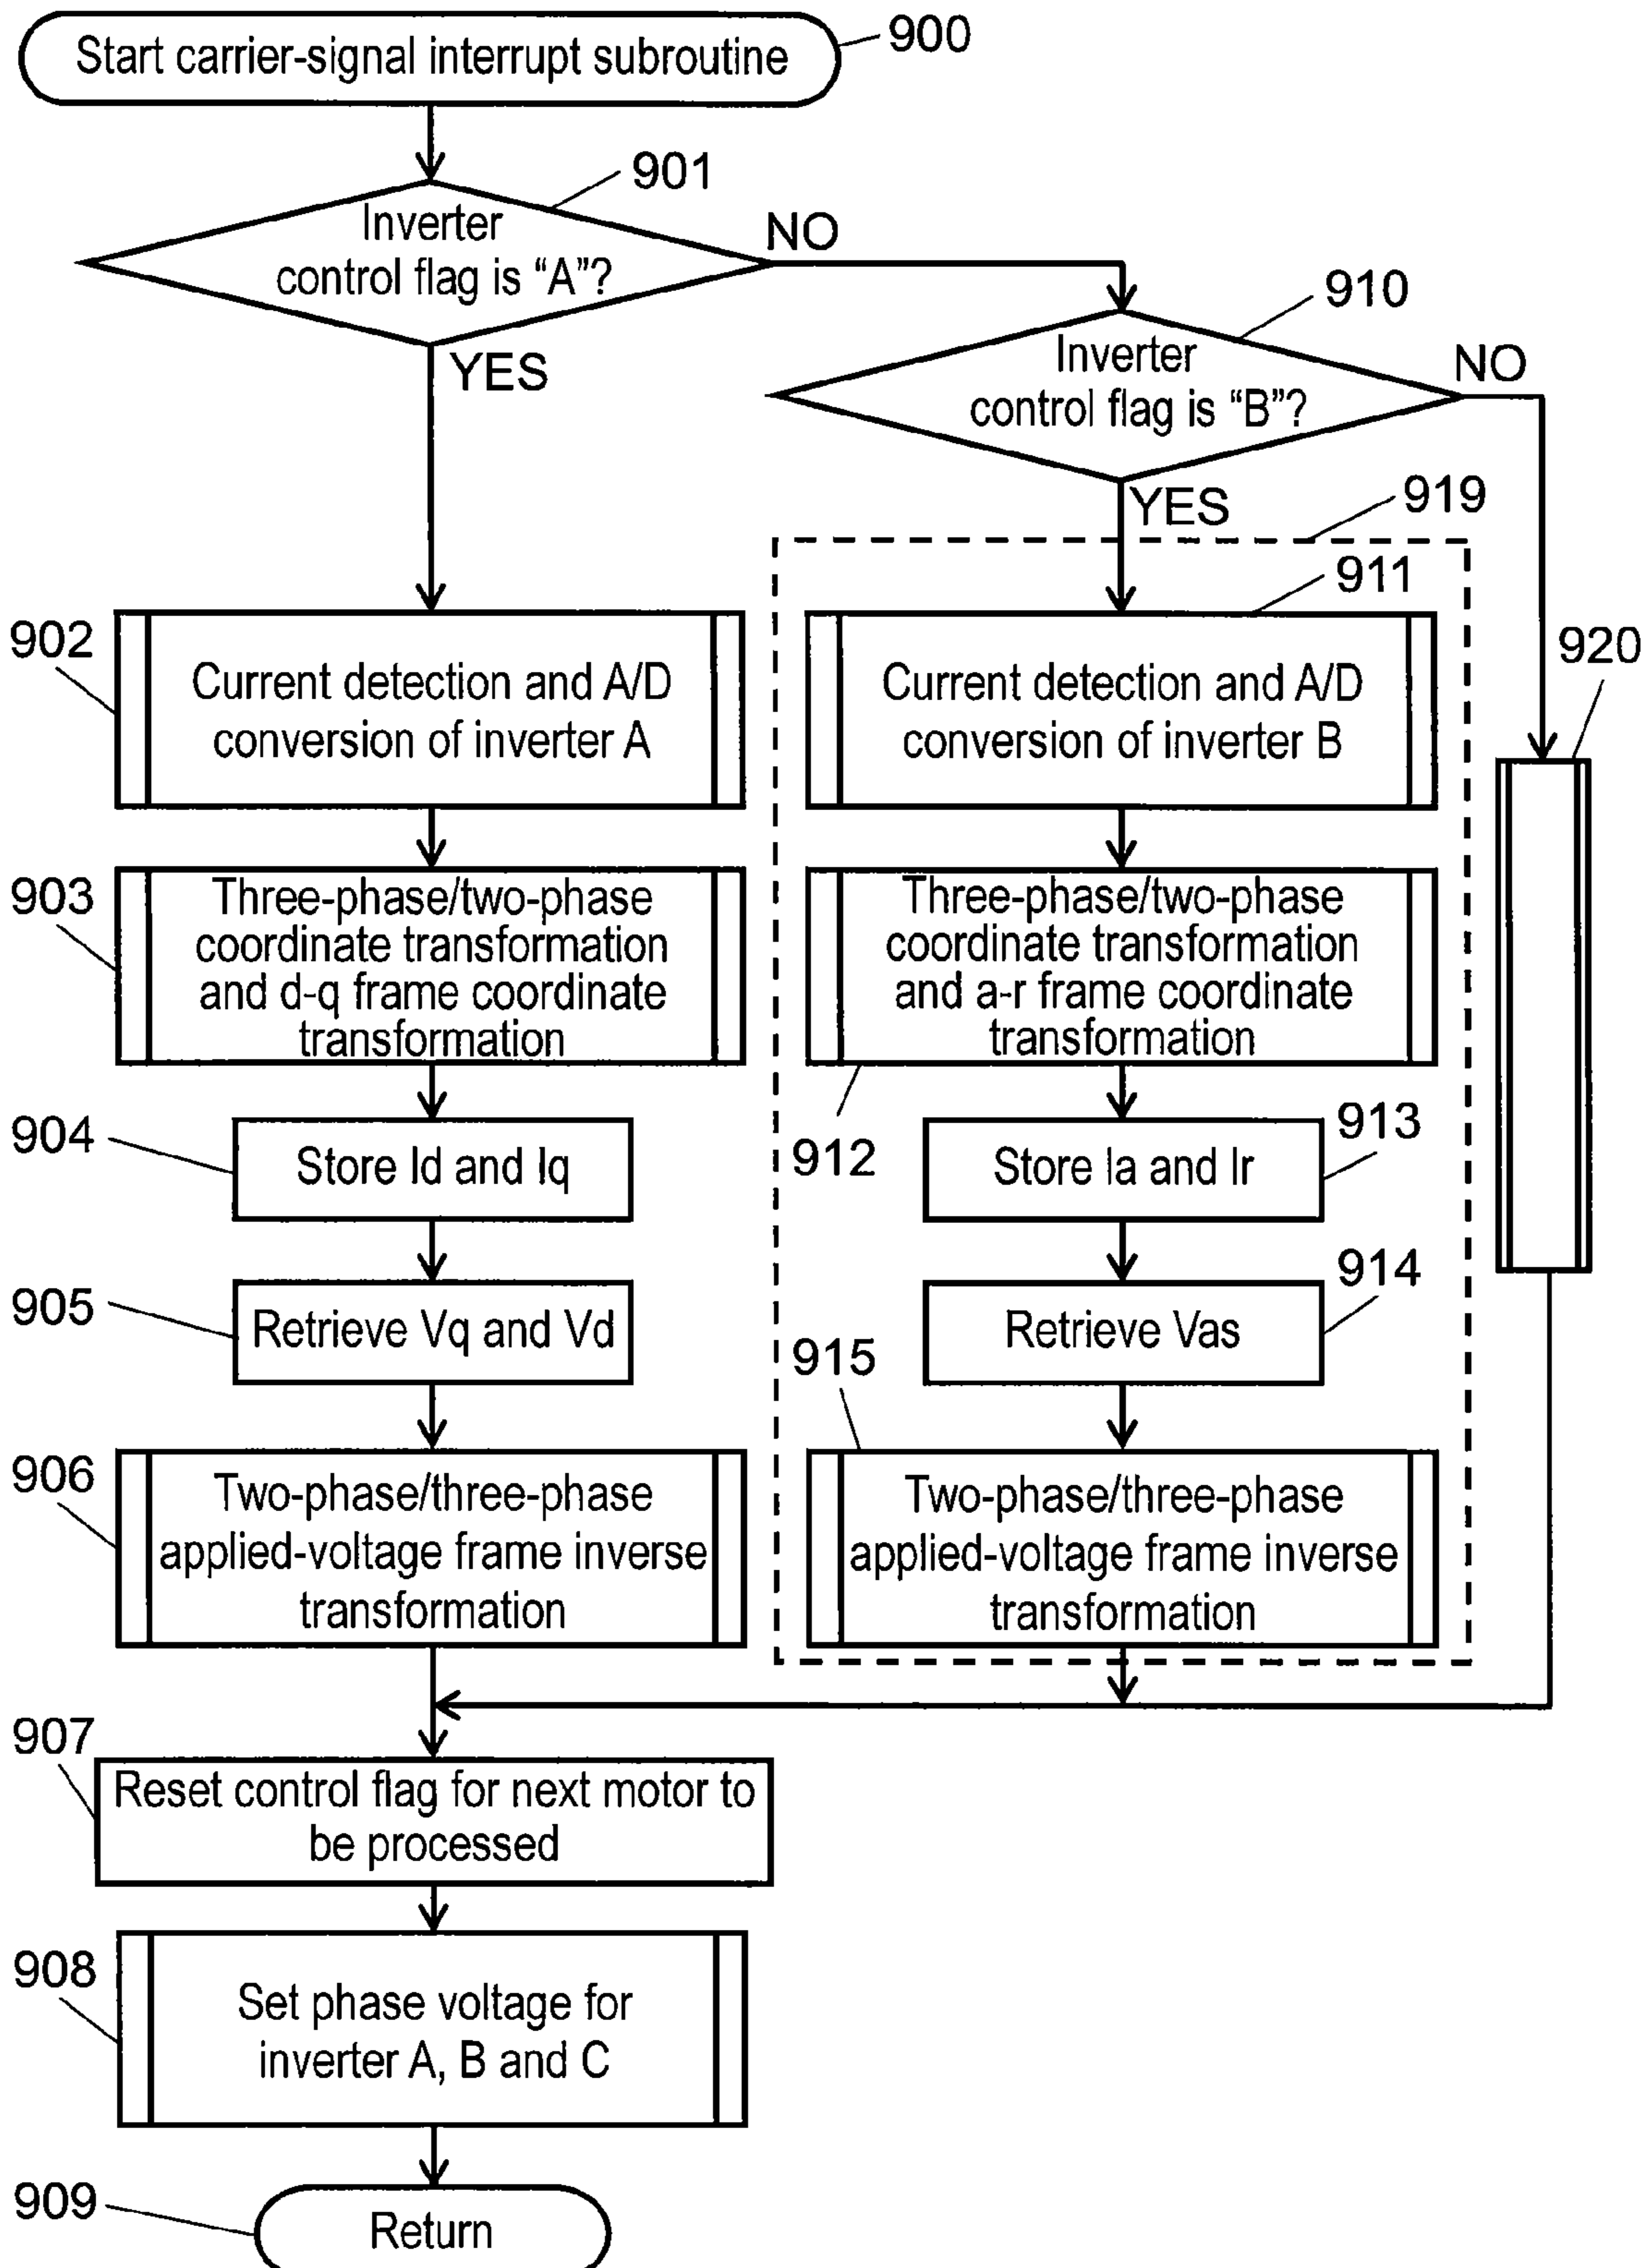 Start carrier-signal interrupt subroutine
900
901
Inverter
control flag is “A”?
NO
YES
910
Inverter
control flag is “B”?
NO
YES
919
902
Current detection and A/D
conversion of inverter A
911
Current detection and A/D
conversion of inverter B
920
903
Three-phase/two-phase
coordinate transformation
and d-q frame coordinate
transformation
Three-phase/two-phase
coordinate transformation
and a-r frame coordinate
transformation
912
904
Store Id and Iq
913
Store Ia and Ir
905
Retrieve Vq and Vd
914
Retrieve Vas
915
906
Two-phase/three-phase
applied-voltage frame inverse
transformation
Two-phase/three-phase
applied-voltage frame inverse
transformation
907
Reset control flag for next motor to
be processed
908
Set phase voltage for
inverter A, B and C
909
Return